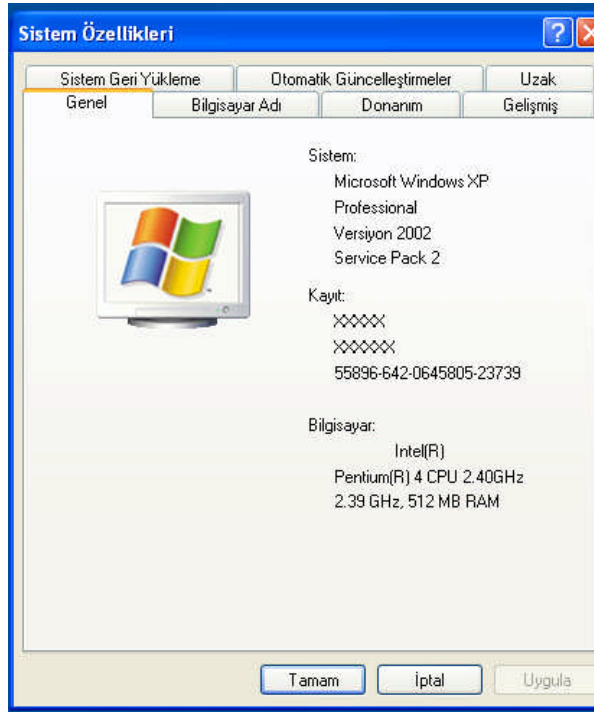 Sistem Özellikleri
Sistem Geri Yükleme Otomatik Güncelleştirmeler Uzak
Genel Bilgisayar Adı Donanım Gelişmiş
Sistem:
Microsoft Windows XP
Professional
Versiyon 2002
Service Pack 2
Kayıt:
XXXXX
XXXXXX
55896-642-0645805-23739
Bilgisayar:
Intel(R)
Pentium(R) 4 CPU 2.40GHz
2.39 GHz, 512 MB RAM
Tamam İptal Uygula